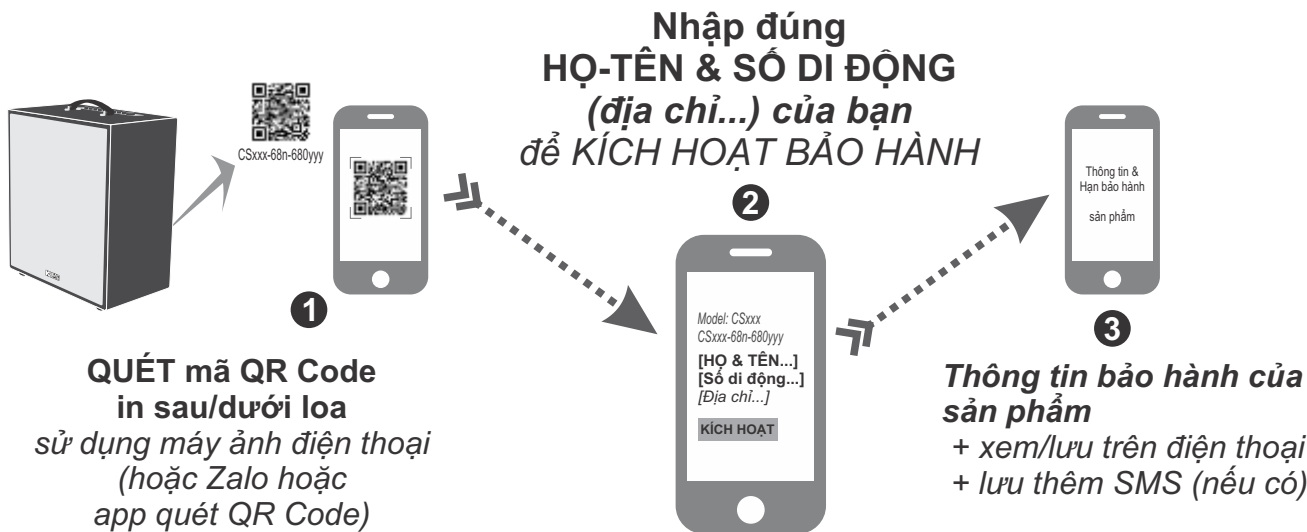 CSxxx-68n-680yyy
1
QUÉT mã QR Code
in sau/dưới loa
sử dụng máy ảnh điện thoại
(hoặc Zalo hoặc
app quét QR Code)
Nhập đúng
HỌ-TÊN & SỐ DI ĐỘNG
(địa chỉ...) của bạn
để KÍCH HOẠT BẢO HÀNH
2
Model: CSxxx
CSxxx-68n-680yyy
[HỌ & TÊN...]
[Số di động...]
[Địa chỉ...]
KÍCH HOẠT
Thông tin &
Hạn bảo hành
sản phẩm
3
Thông tin bảo hành của
sản phẩm
+ xem/lưu trên điện thoại
+ lưu thêm SMS (nếu có)